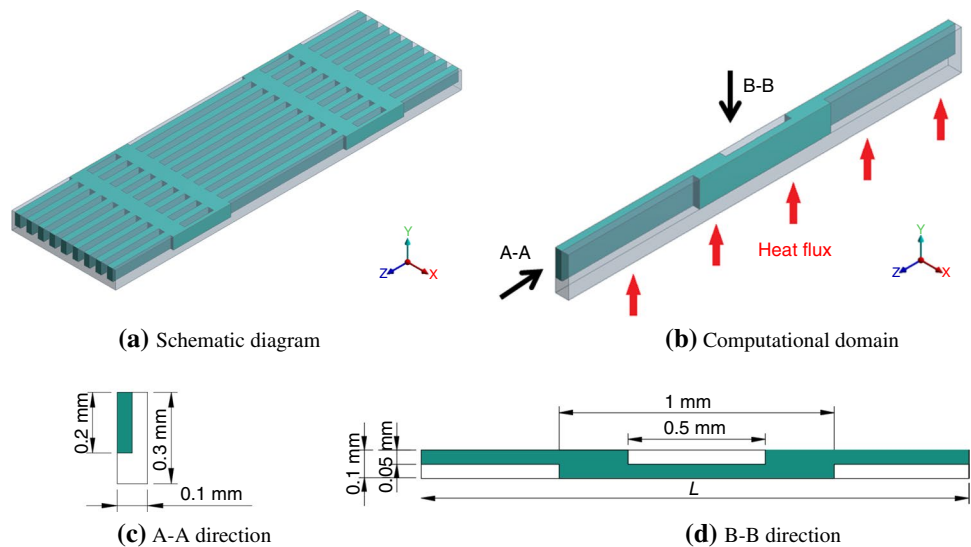 B-B
A-A
Heat flux
Y
Z
X
Y
Z
X
(a) Schematic diagram
(b) Computational domain
0.2 mm
0.3 mm
0.1 mm
1 mm
0.5 mm
0.1 mm
0.05 mm
L
(c) A-A direction
(d) B-B direction